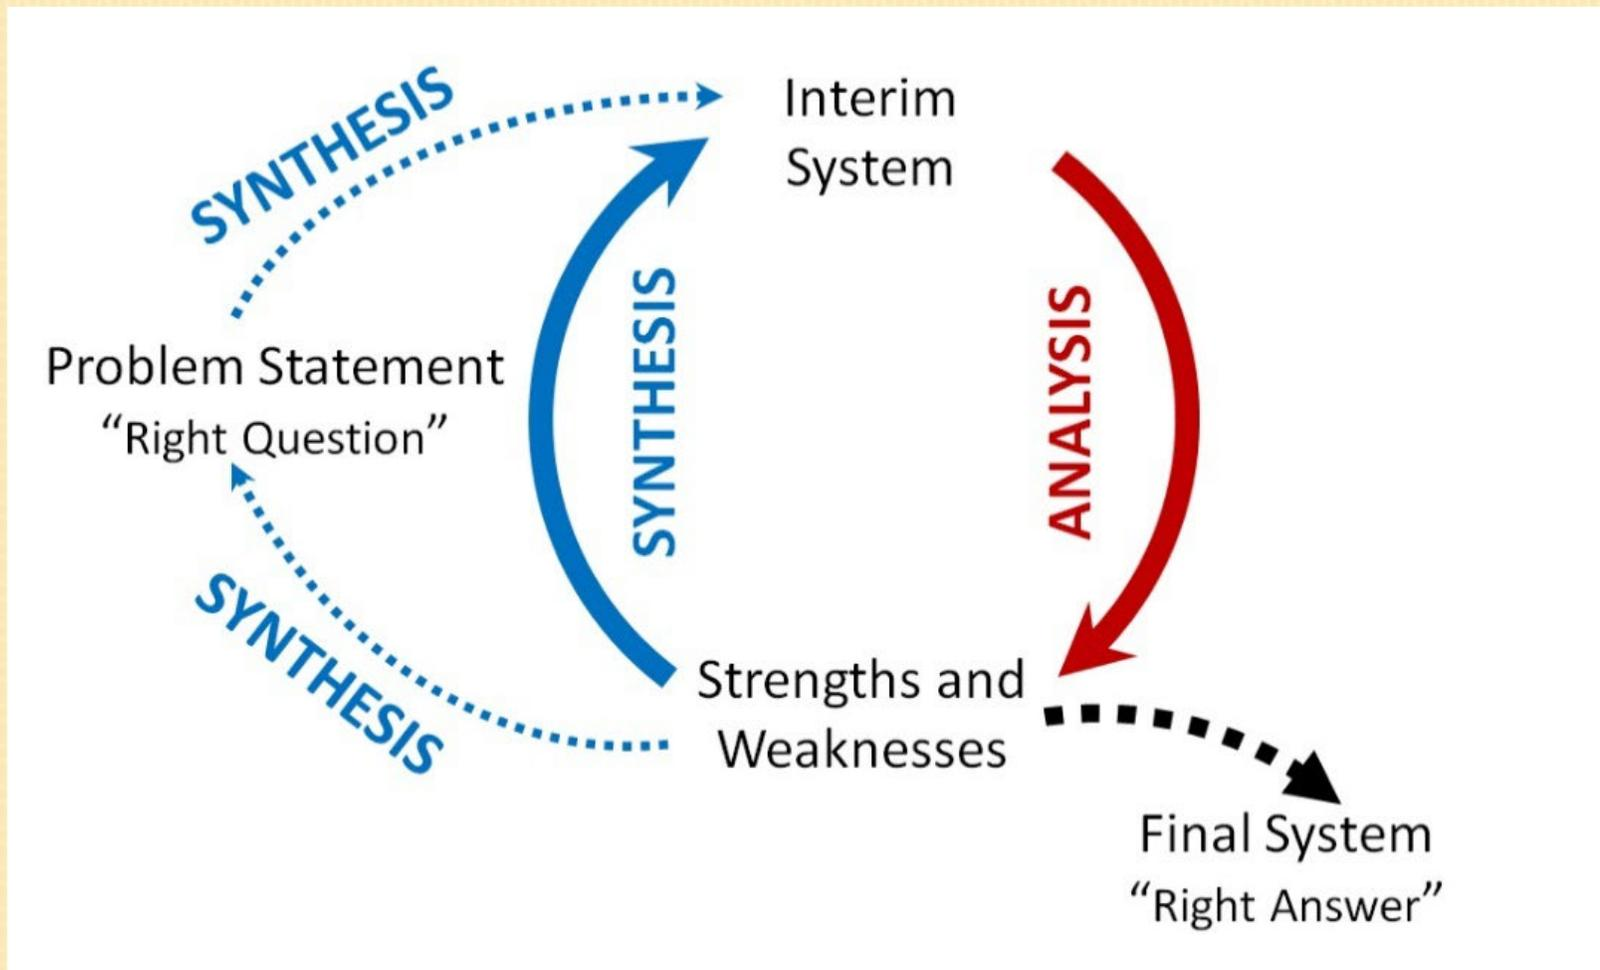 SYNTHESIS
Interim
System
SYNTHESIS
ANALYSIS
Problem Statement
“Right Question”
SYNTHESIS
Strengths and
Weaknesses
Final System
“Right Answer”